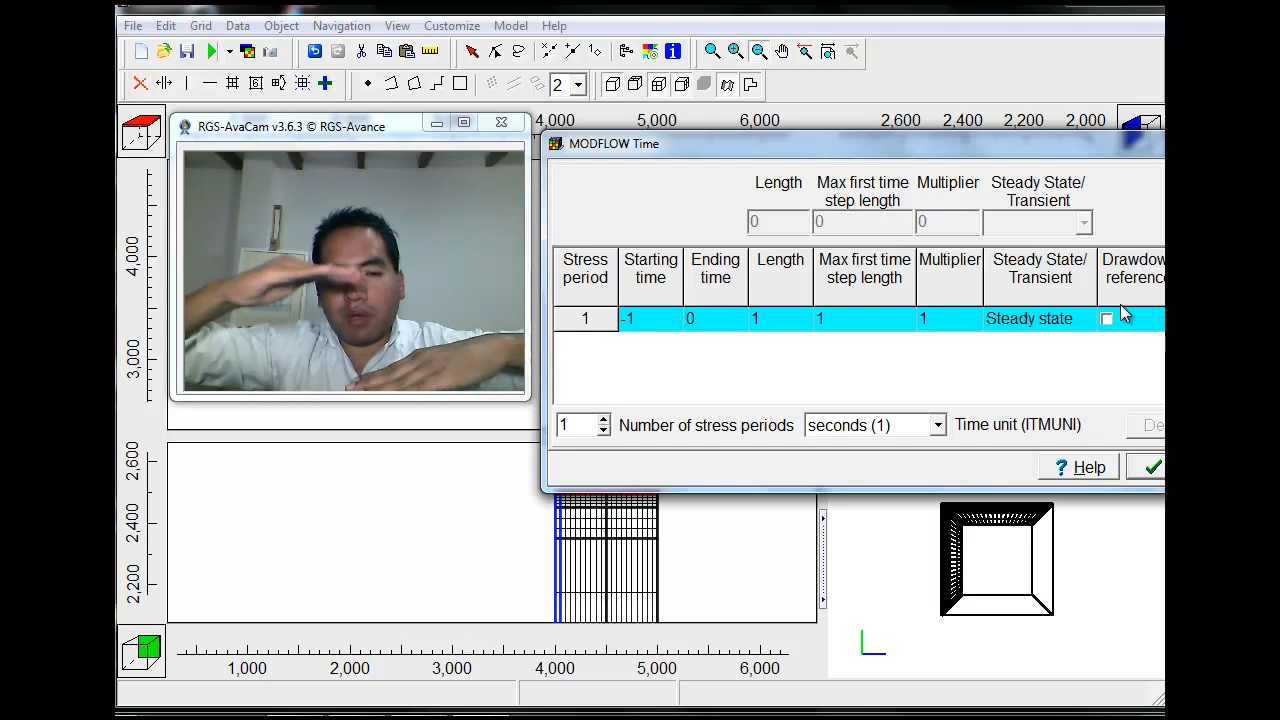 File Edit Grid Data Object Navigation View Customize Model Help
2
4,000 5,000 6,000 2,600 2,400 2,200 2,000
RGS-AvaCam v3.6.3 © RGS-Avance
MODFLOW Time
Length Max first time step length Multiplier Steady State/ Transient
0 0 0
Stress period Starting time Ending time Length Max first time step length Multiplier Steady State/ Transient Drawdow referenc
1 -1 0 1 1 1 Steady state
1 Number of stress periods seconds (1) Time unit (ITMUNI) De
? Help
4,000
3,000
2,600
2,400
2,200
1,000 2,000 3,000 4,000 5,000 6,000